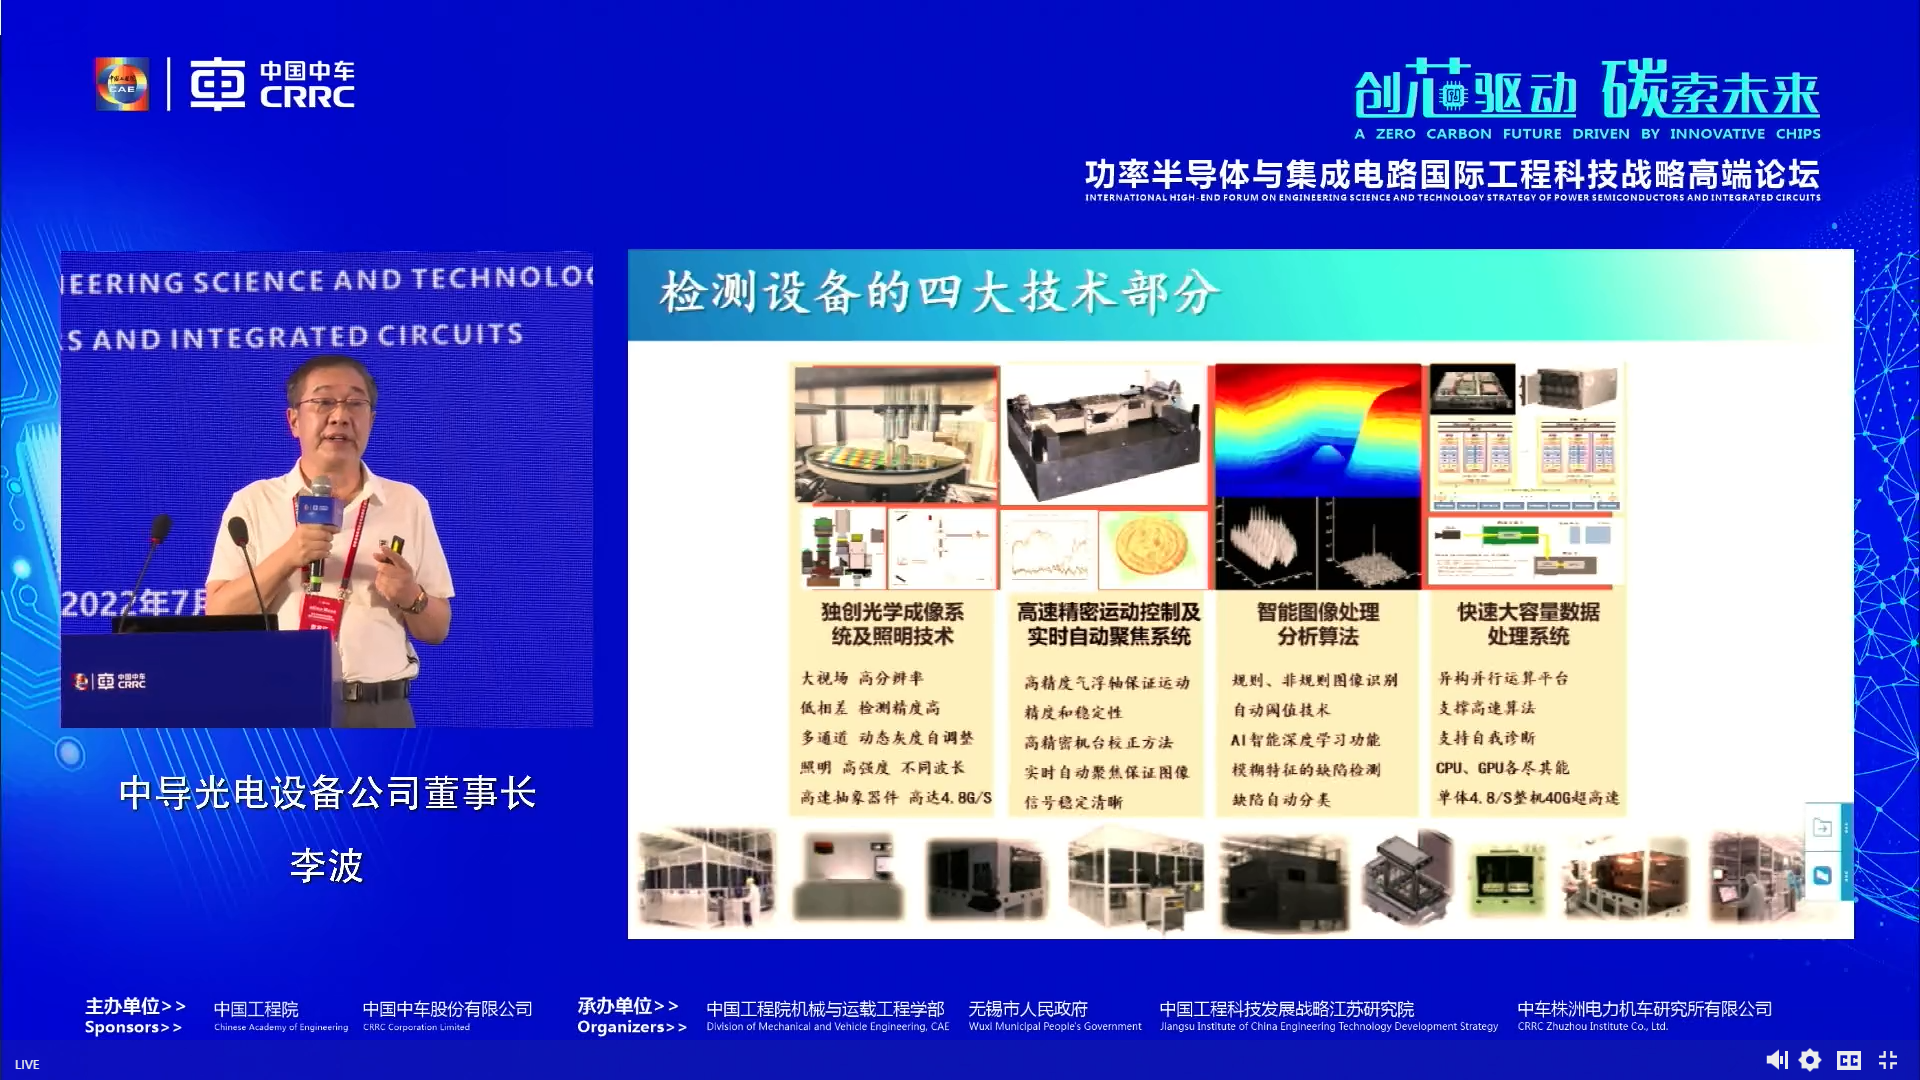 中国中车
CAE
CRRC
创芯驱动 碳索未来
A ZERO CARBON FUTURE DRIVEN BY INNOVATIVE CHIPS
功率半导体与集成电路国际工程科技战略高端论坛
INTERNATIONAL HIGH-END FORUM ON ENGINEERING SCIENCE AND TECHNOLOGY STRATEGY OF POWER SEMICONDUCTORS AND INTEGRATED CIRCUITS
NEERING SCIENCE AND TECHNOLOG
RS AND INTEGRATED CIRCUITS
2022年7月
中国中车
CRRC
中导光电设备公司董事长
李波
检测设备的四大技术部分
独创光学成像系
统及照明技术
大视场 高分辨率
低相差 检测精度高
多通道 动态灰度自调整
照明 高强度 不同波长
高速抽象器件 高达4.8G/S
高速精密运动控制及
实时自动聚焦系统
高精度气浮轴保证运动
精度和稳定性
高精密机台校正方法
实时自动聚焦保证图像
信号稳定清晰
智能图像处理
分析算法
规则、非规则图像识别
自动阈值技术
AI智能深度学习功能
模糊特征的缺陷检测
缺陷自动分类
快速大容量数据
处理系统
异构并行运算平台
支撑高速算法
支持自我诊断
CPU、GPU各尽其能
单体4.8/S整机40G超高速
主办单位>>
Sponsors>>
中国工程院
Chinese Academy of Engineering
中国中车股份有限公司
CRRC Corporation Limited
承办单位>>
Organizers>>
中国工程院机械与运载工程学部
Division of Mechanical and Vehicle Engineering, CAE
无锡市人民政府
Wuxi Municipal People's Government
中国工程科技发展战略江苏研究院
Jiangsu Institute of China Engineering Technology Development Strategy
中车株洲电力机车研究所有限公司
CRRC Zhuzhou Institute Co., Ltd.
LIVE
CC